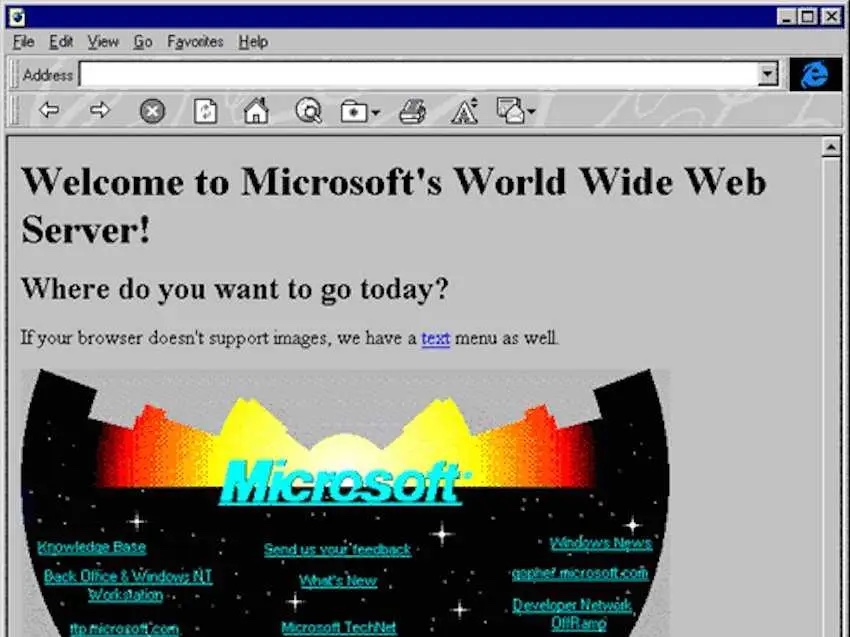 File Edit View Go Favorites Help
Address
Welcome to Microsoft's World Wide Web
Server!
Where do you want to go today?
If your browser doesn't support images, we have a text menu as well.
Microsoft
Knowledge Base
Send us your feedback
Windows News
Back Office & Windows NT
Workstation
What's New
gopher.microsoft.com
ftp.microsoft.com
Microsoft TechNet
Developer Network
OffRamp